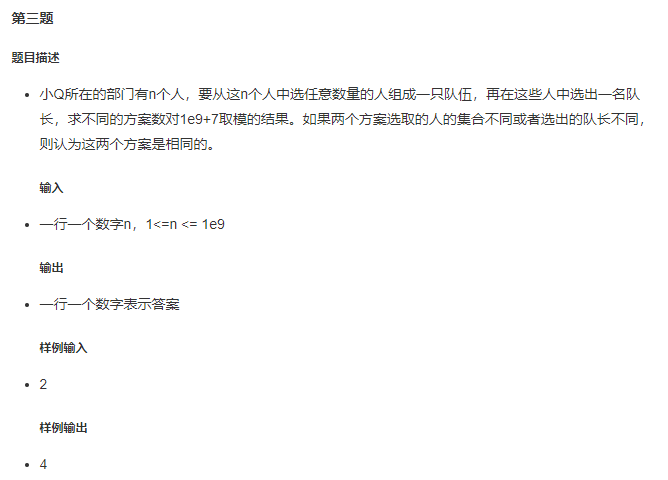 第三题
题目描述
小Q所在的部门有n个人，要从这n个人中选任意数量的人组成一只队伍，再在这些人中选出一名队
长，求不同的方案数对1e9+7取模的结果。如果两个方案选取的人的集合不同或者选出的队长不同，
则认为这两个方案是相同的。
输入
一行一个数字n，1<=n <= 1e9
输出
一行一个数字表示答案
样例输入
2
样例输出
4